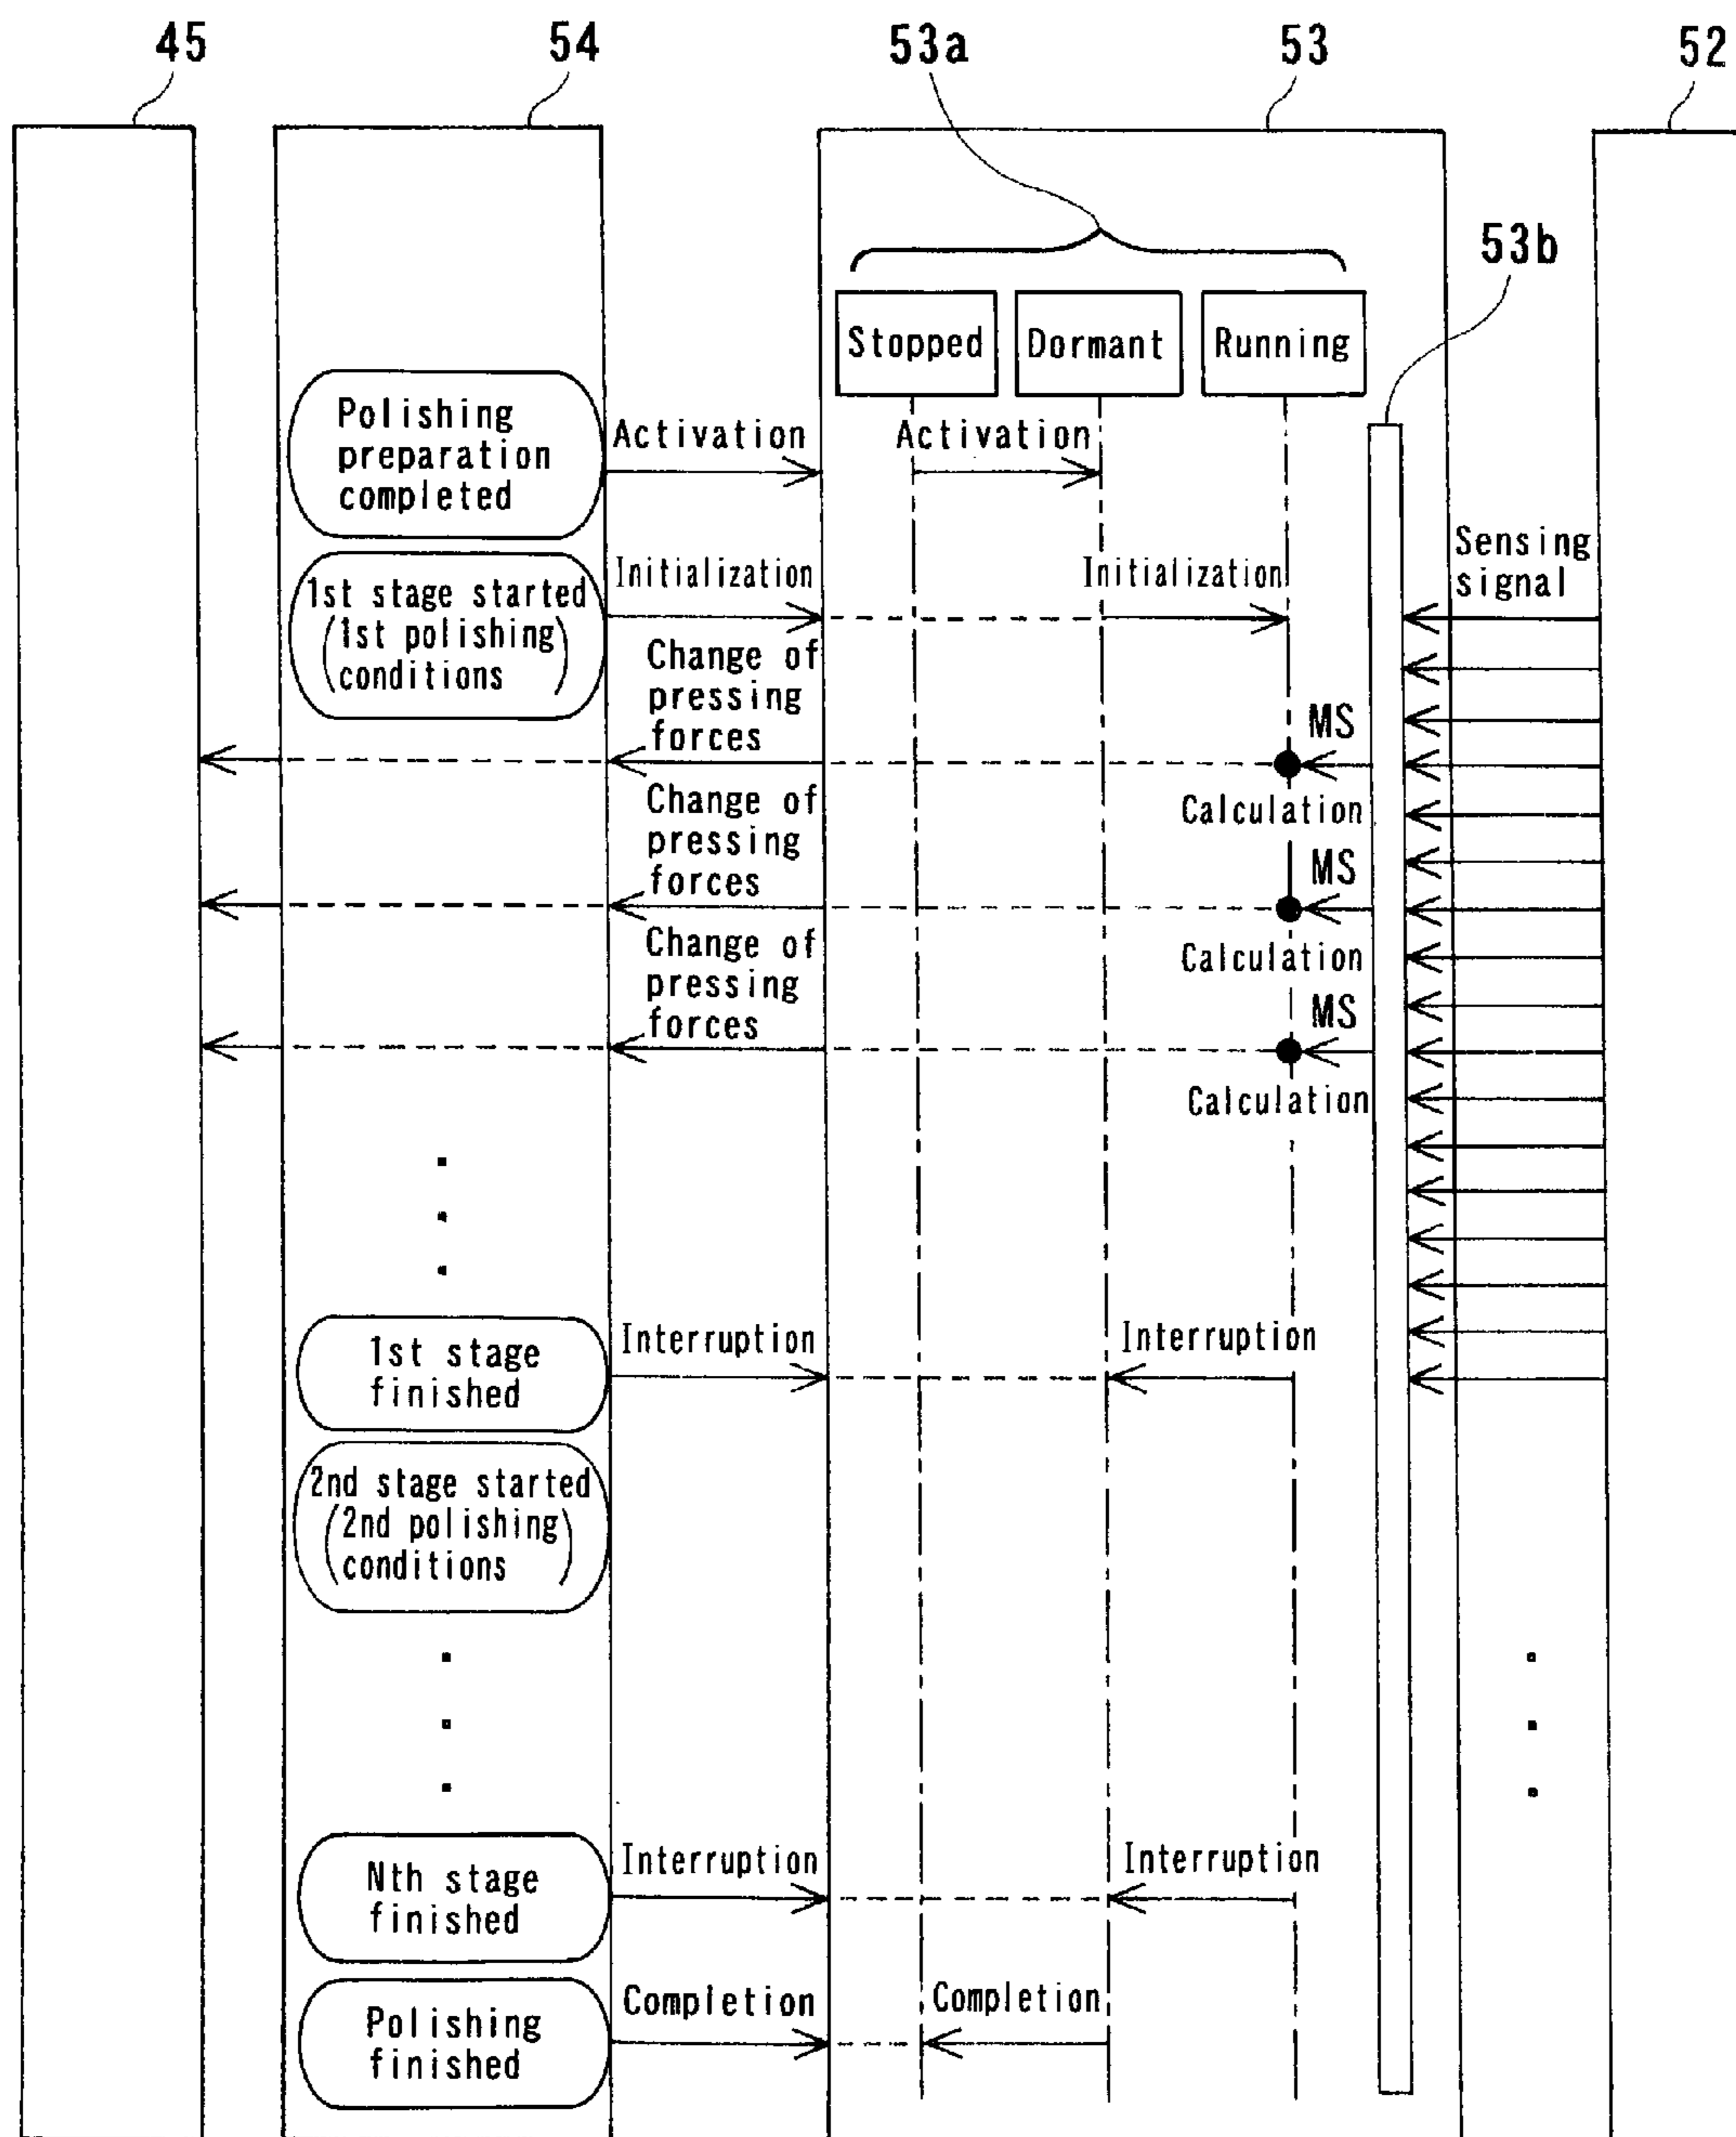 45
54
53a
53
52
53b
Stopped
Dormant
Running
Polishing
preparation
completed
Activation
Activation
Sensing
signal
1st stage started
(1st polishing)
conditions
Initialization
Initialization
Change of
pressing
forces
MS
Calculation
Change of
pressing
forces
MS
Calculation
Change of
pressing
forces
MS
Calculation
1st stage
finished
Interruption
Interruption
2nd stage started
(2nd polishing)
conditions
Nth stage
finished
Interruption
Interruption
Polishing
finished
Completion
Completion